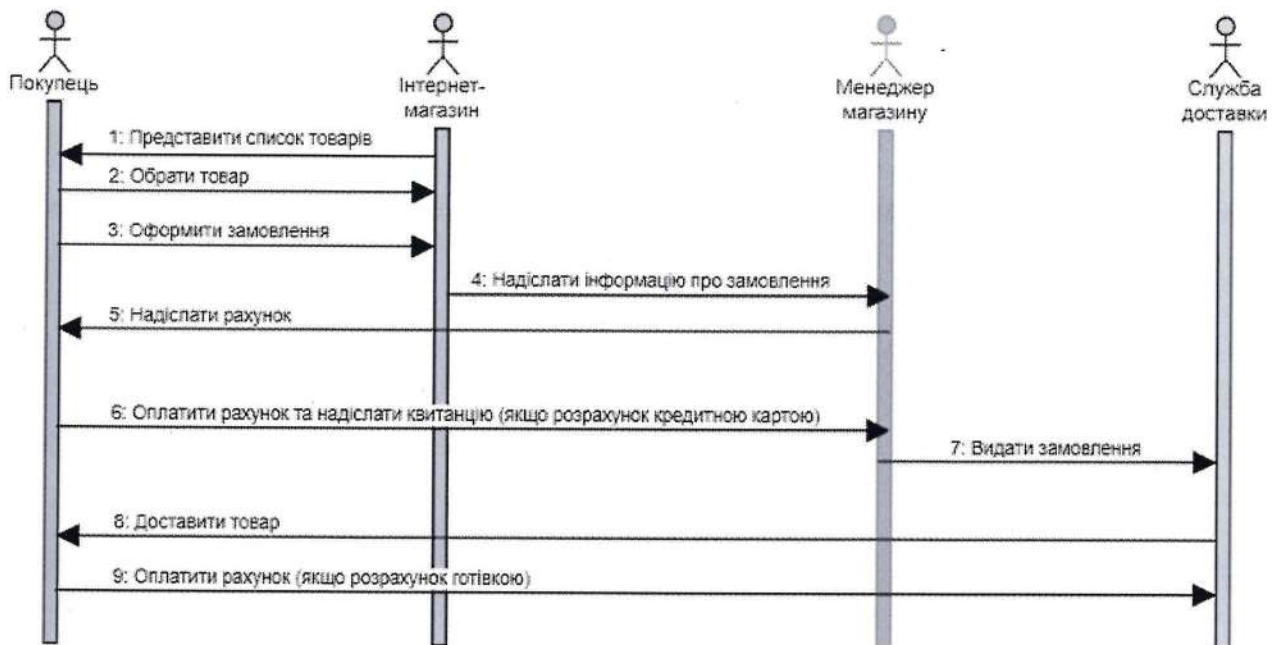 Покупець
Інтернет-
магазин
Менеджер
магазину
Служба
доставки
1: Представити список товарів
2: Обрати товар
3: Оформити замовлення
4: Надіслати інформацію про замовлення
5: Надіслати рахунок
6: Оплатити рахунок та надіслати квитанцію (якщо розрахунок кредитною картою)
7: Видати замовлення
8: Доставити товар
9: Оплатити рахунок (якщо розрахунок готівкою)